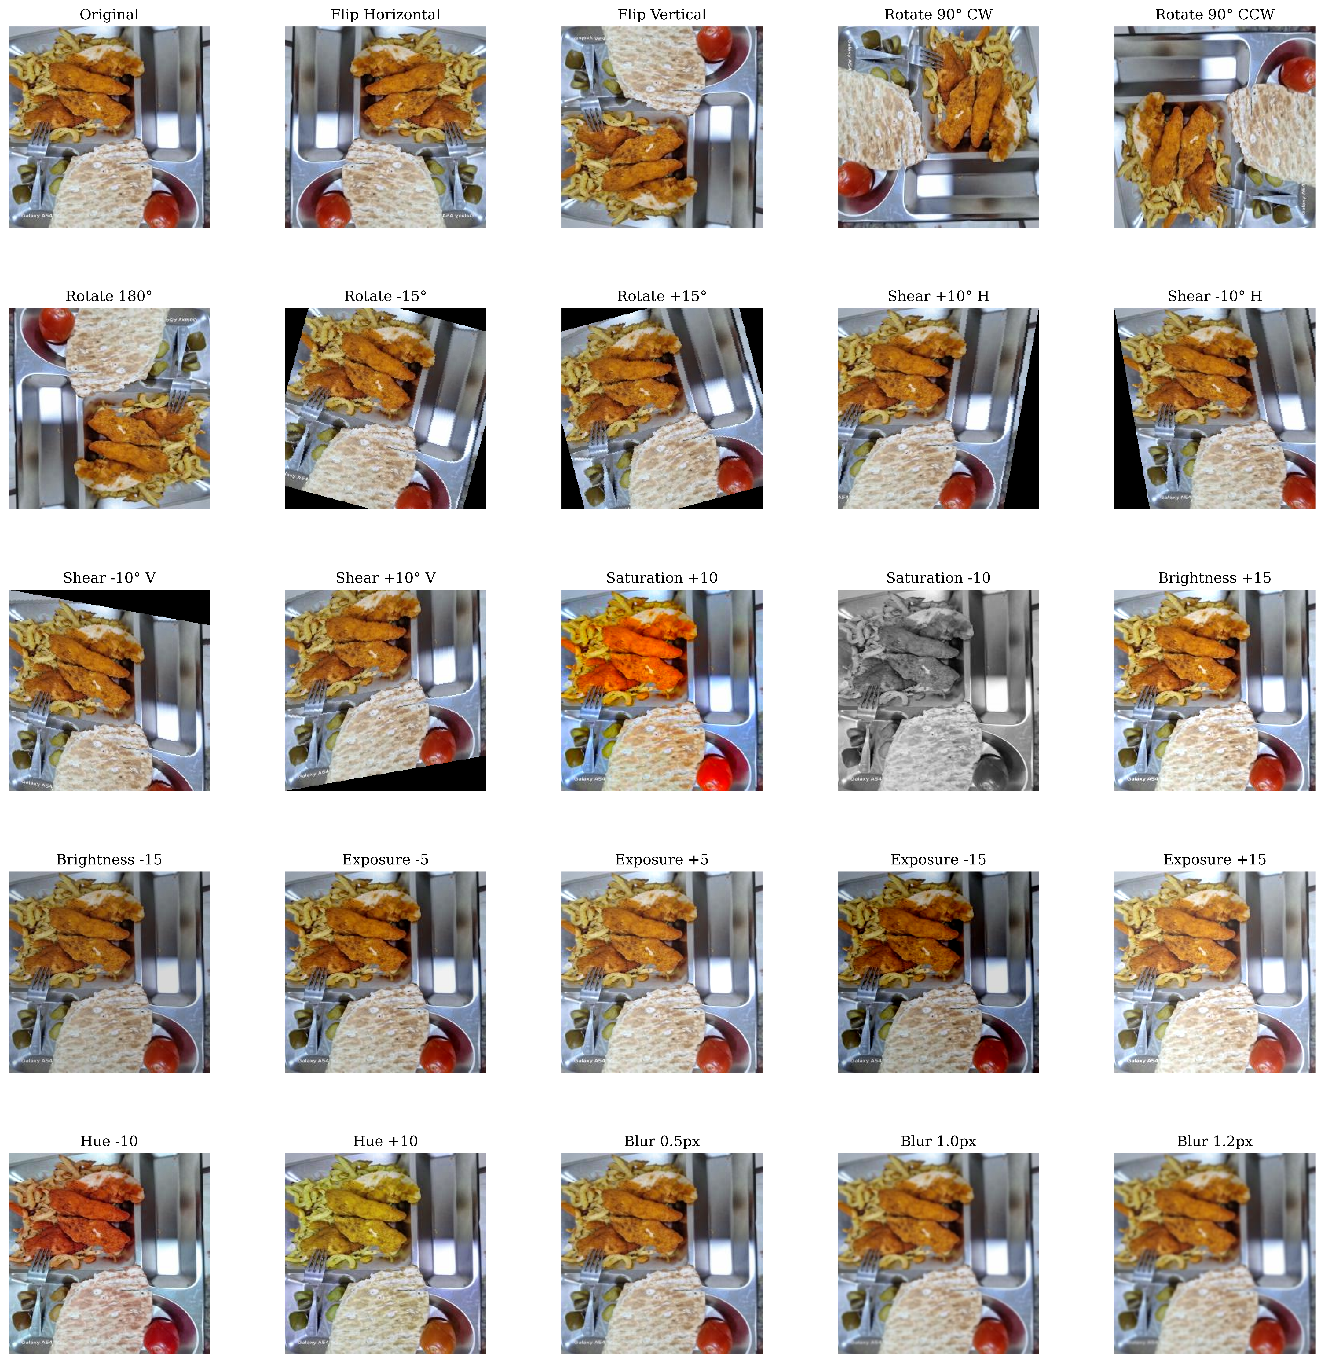 Original
Flip Horizontal
Flip Vertical
Rotate 90° CW
Rotate 90° CCW
Rotate 180°
Rotate -15°
Rotate +15°
Shear +10° H
Shear -10° H
Shear -10° V
Shear +10° V
Saturation +10
Saturation -10
Brightness +15
Brightness -15
Exposure -5
Exposure +5
Exposure -15
Exposure +15
Hue -10
Hue +10
Blur 0.5px
Blur 1.0px
Blur 1.2px